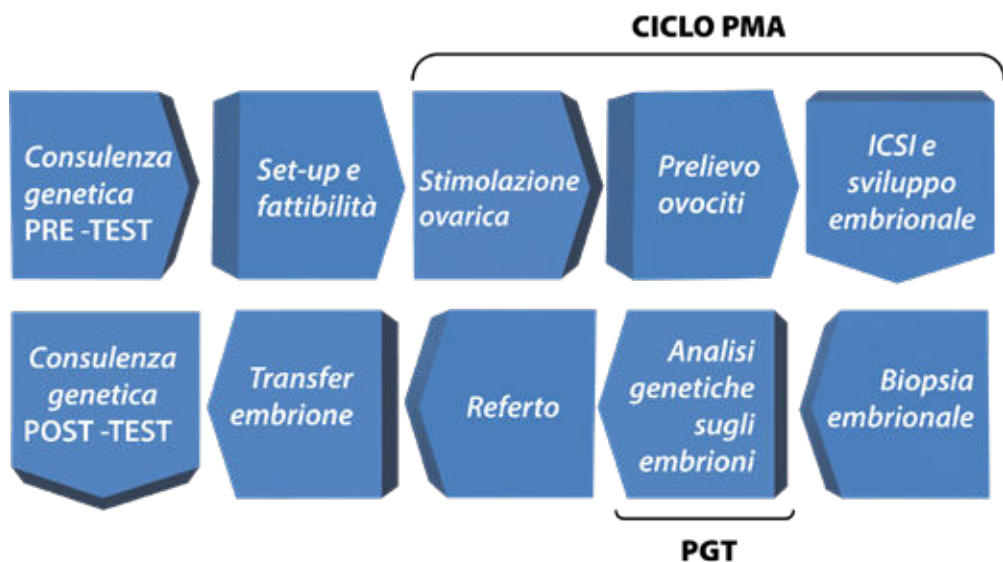 CICLO PMA
Consulenza
genetica
PRE -TEST
Set-up e
fattibilità
Stimolazione
ovarica
Prelievo
ovociti
ICSI e
sviluppo
embrionale
Biopsia
embrionale
Analisi
genetiche
sugli
embrioni
Referto
Transfer
embrione
Consulenza
genetica
POST -TEST
PGT